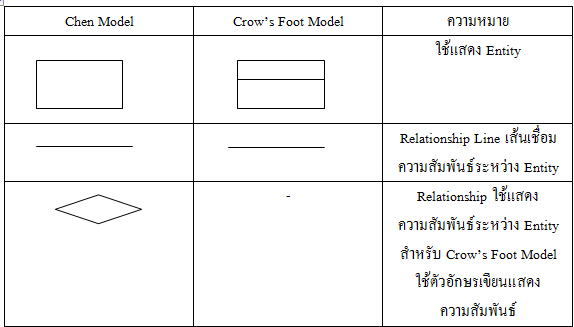 Chen Model
Crow's Foot Model
ความหมาย
ใช้แสดง Entity
Relationship Line เส้นเชื่อม
ความสัมพันธ์ระหว่าง Entity
-
Relationship ใช้แสดง
ความสัมพันธ์ระหว่าง Entity
สำหรับ Crow's Foot Model
ใช้ตัวอักษรเขียนแสดง
ความสัมพันธ์